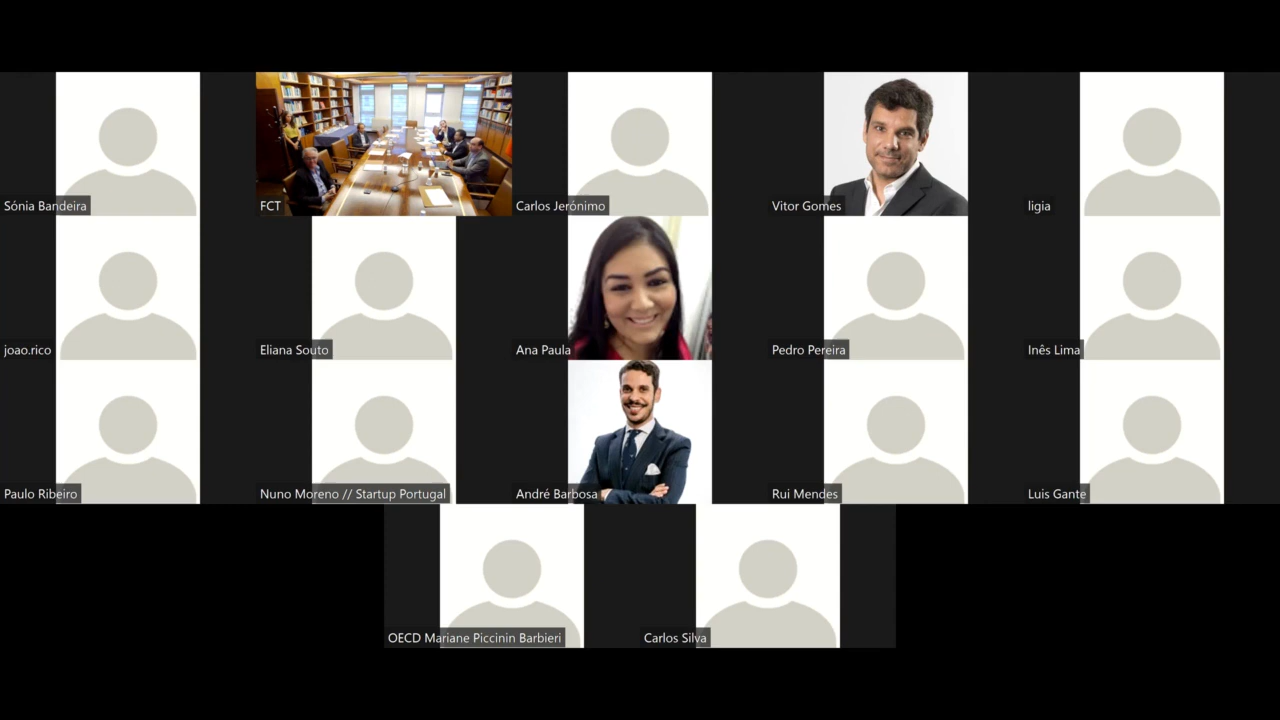 Sónia Bandeira
FCT
Carlos Jerónimo
Vitor Gomes
ligia
joao.rico
Eliana Souto
Ana Paula
Pedro Pereira
Inês Lima
Paulo Ribeiro
Nuno Moreno // Startup Portugal
André Barbosa
Rui Mendes
Luis Gante
OECD Mariane Piccinin Barbieri
Carlos Silva